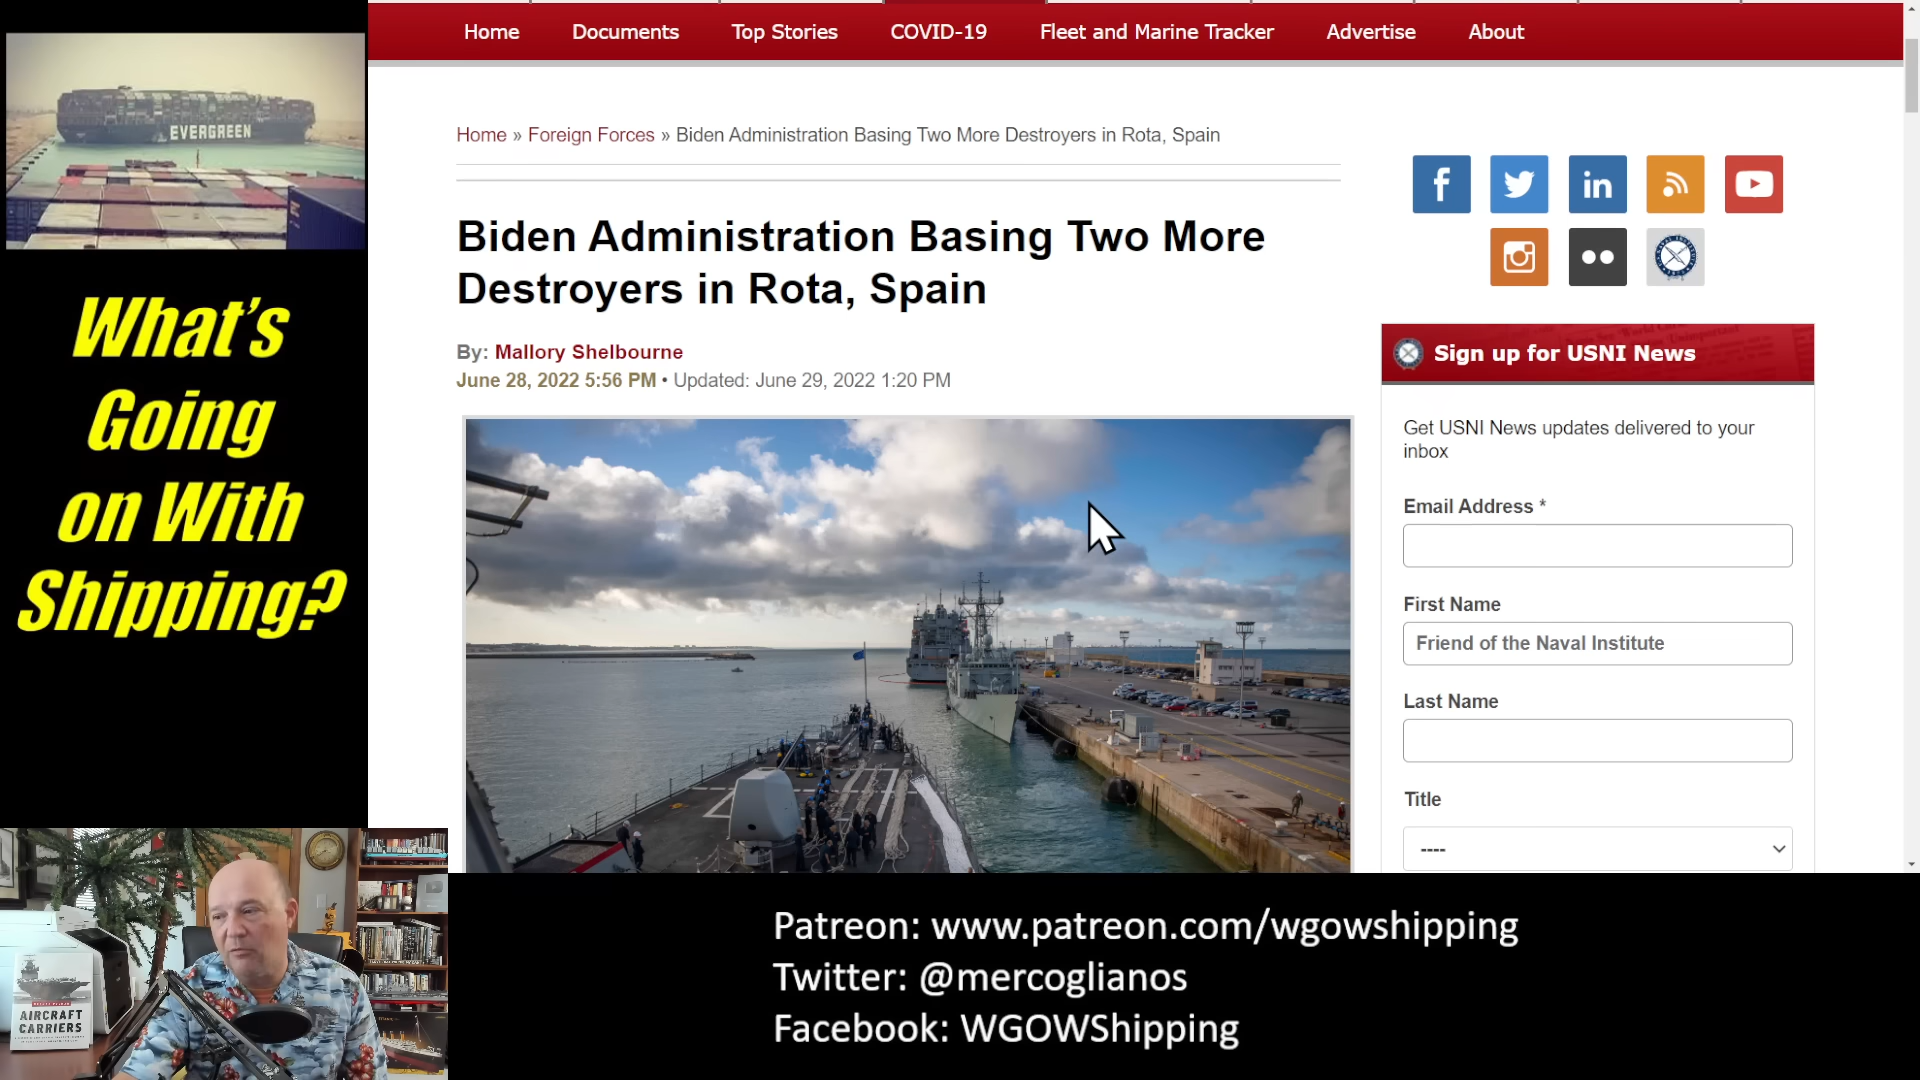 Home Documents Top Stories COVID-19 Fleet and Marine Tracker Advertise About
EVERGREEN
What's
Going
on With
Shipping?
Home » Foreign Forces » Biden Administration Basing Two More Destroyers in Rota, Spain
Biden Administration Basing Two More
Destroyers in Rota, Spain
By: Mallory Shelbourne
June 28, 2022 5:56 PM • Updated: June 29, 2022 1:20 PM
Sign up for USNI News
Get USNI News updates delivered to your
inbox
Email Address *
First Name
Friend of the Naval Institute
Last Name
Title
----
AIRCRAFT
CARRIERS
Patreon: www.patreon.com/wgowshipping
Twitter: @mercoglianos
Facebook: WGOWShipping